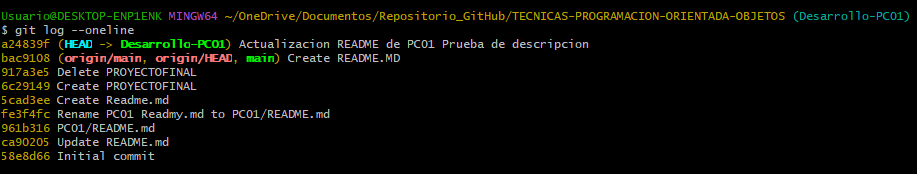 Usuario@DESKTOP-ENP1ENK MINGW64 ~/OneDrive/Documentos/Repositorio_GitHub/TECNICAS-PROGRAMACION-ORIENTADA-OBJETOS (Desarrollo-PC01)
$ git log --oneline
a24839f (HEAD -> Desarrollo-PC01) Actualizacion README de PC01 Prueba de descripcion
bac9108 (origin/main, origin/HEAD, main) Create README.MD
917a3e5 Delete PROYECTOFINAL
6c29149 Create PROYECTOFINAL
5cad3ee Create Readme.md
fe3f4fc Rename PC01 Readmy.md to PC01/README.md
961b316 PC01/README.md
ca90205 Update README.md
58e8d66 Initial commit